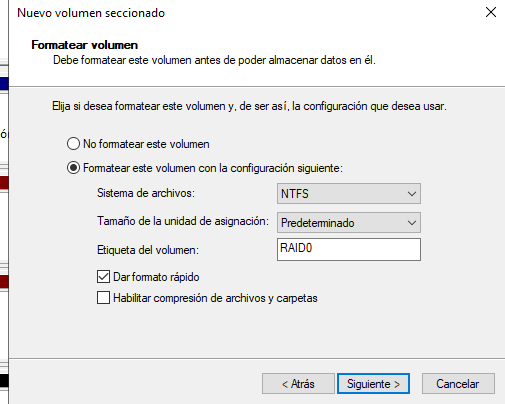 Nuevo volumen seccionado
Formatear volumen
Debe formatear este volumen antes de poder almacenar datos en él.
Elija si desea formatear este volumen y, de ser así, la configuración que desea usar.
No formatear este volumen
Formatear este volumen con la configuración siguiente:
Sistema de archivos: NTFS
Tamaño de la unidad de asignación: Predeterminado
Etiqueta del volumen: RAID0
Dar formato rápido
Habilitar compresión de archivos y carpetas
< Atrás Siguiente > Cancelar